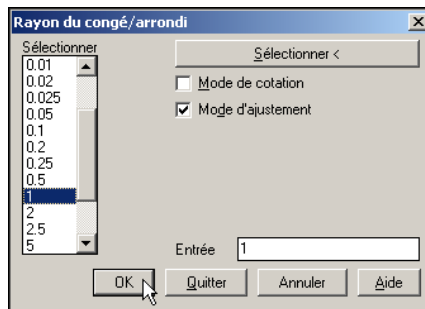 Rayon du congé/arrondi
Sélectionner
0.01
0.02
0.025
0.05
0.1
0.2
0.25
0.5
1
2
2.5
5
Sélectionner <
Mode de cotation
Mode d'ajustement
Entrée 1
OK Quitter Annuler Aide